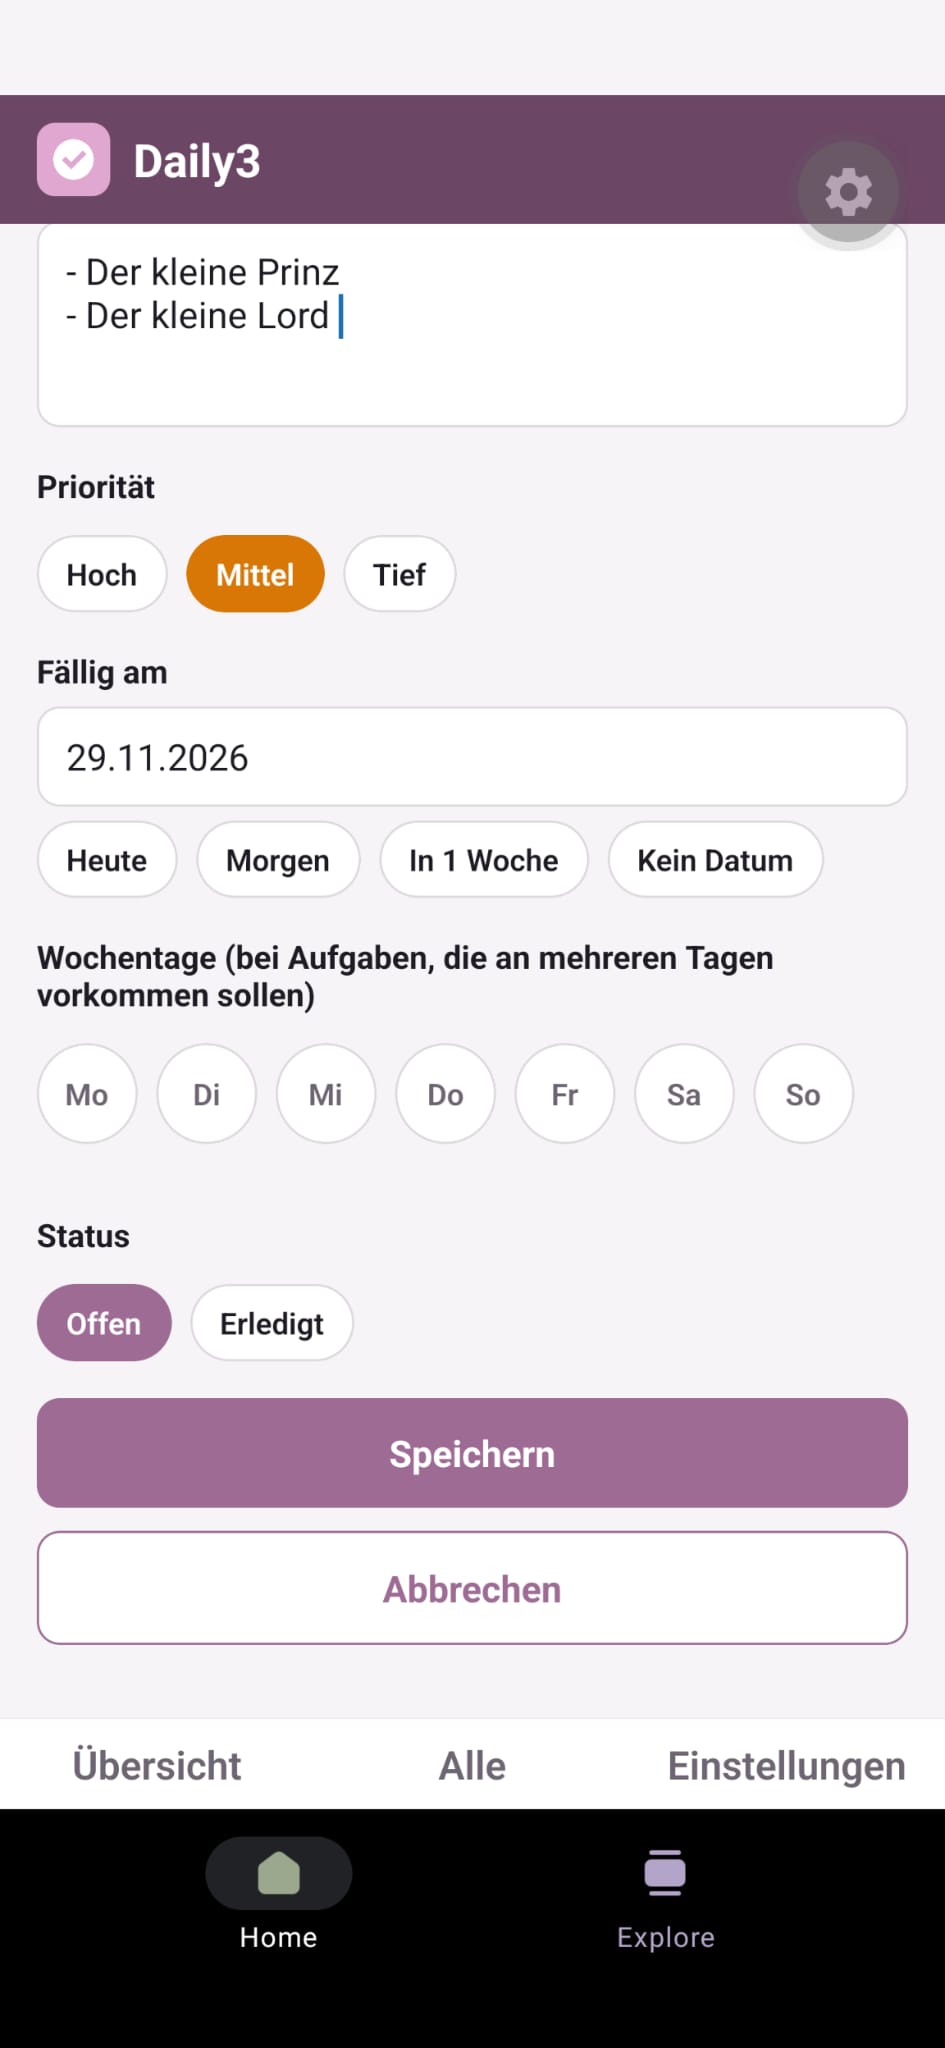 Daily3
- Der kleine Prinz
- Der kleine Lord
Priorität
Hoch Mittel Tief
Fällig am
29.11.2026
Heute Morgen In 1 Woche Kein Datum
Wochentage (bei Aufgaben, die an mehreren Tagen
vorkommen sollen)
Mo Di Mi Do Fr Sa So
Status
Offen Erledigt
Speichern
Abbrechen
Übersicht Alle Einstellungen
Home Explore